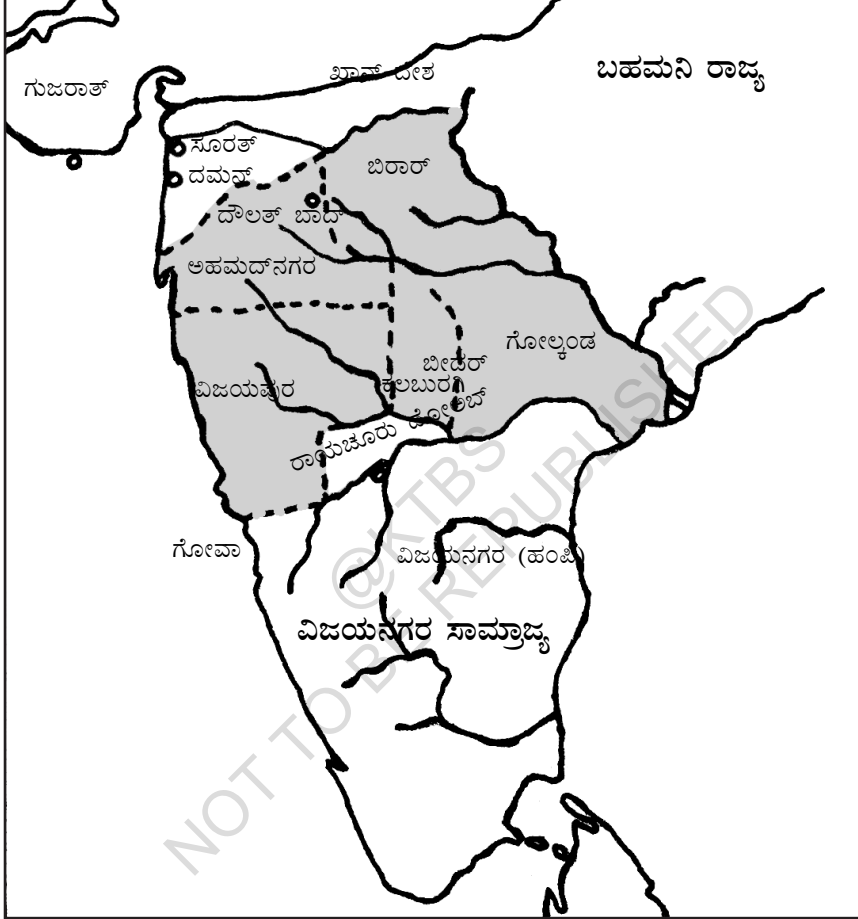 ಬಹಮನಿ ರಾಜ್ಯ
ಖಾನ್ ದೇಶ
ಗುಜರಾತ್
ಸೂರತ್
ದಮನ್
ಬಿರಾರ್
ದೌಲತ್ ಬಾದ್
ಅಹಮದ್‌ನಗರ
ಗೋಲ್ಕಂಡ
ಬೀದರ್
ಕಲಬುರಗಿ
ವಿಜಯಪುರ
ರಾಯಚೂರು ದೋಅಬ್
ಗೋವಾ
ವಿಜಯನಗರ (ಹಂಪಿ)
ವಿಜಯನಗರ ಸಾಮ್ರಾಜ್ಯ
@KTBS
NOT TO BE REPUBLISHED